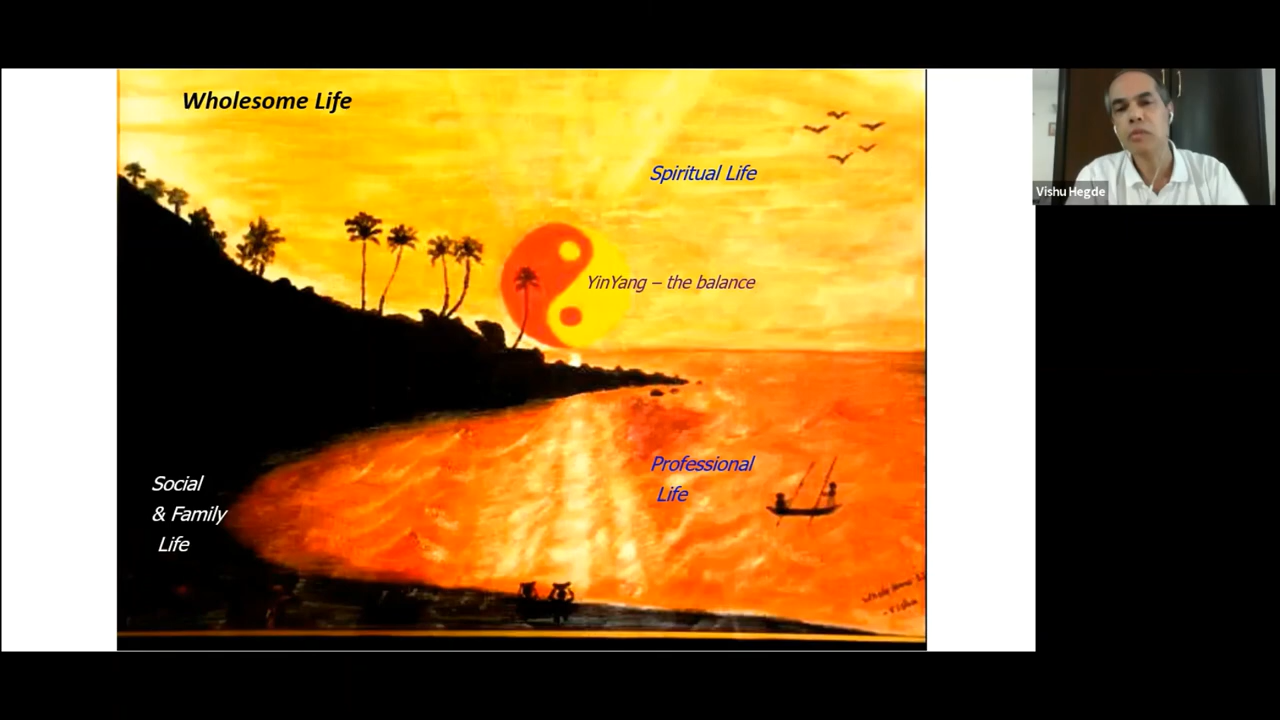 Wholesome Life
Spiritual Life
Vishu Hegde
YinYang – the balance
Professional
Life
Social
& Family
Life